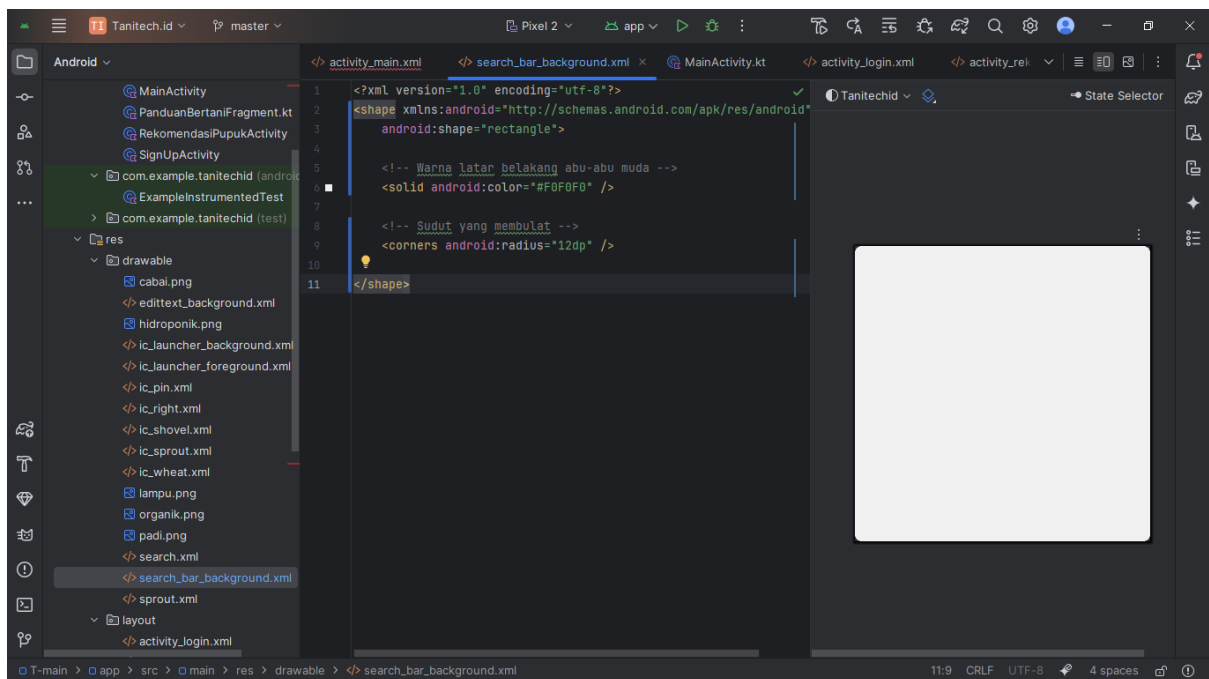 TI Tanitech.id master Pixel 2 app
Android
activity_main.xml search_bar_background.xml MainActivity.kt activity_login.xml activity_rek
MainActivity
PanduanBertaniFragment.kt
RekomendasiPupukActivity
SignUpActivity
com.example.tanitechid (android
ExampleInstrumentedTest
com.example.tanitechid (test)
res
drawable
cabai.png
edittext_background.xml
hidroponik.png
ic_launcher_background.xml
ic_launcher_foreground.xml
ic_pin.xml
ic_right.xml
ic_shovel.xml
ic_sprout.xml
ic_wheat.xml
lampu.png
organik.png
padi.png
search.xml
search_bar_background.xml
sprout.xml
layout
activity_login.xml
1 <?xml version="1.0" encoding="utf-8"?>
2 <shape xmlns:android="http://schemas.android.com/apk/res/android"
3 android:shape="rectangle">
4
5 <!-- Warna latar belakang abu-abu muda -->
6 <solid android:color="#F0F0F0" />
7
8 <!-- Sudut yang membulat -->
9 <corners android:radius="12dp" />
10
11 </shape>
Tanitechid State Selector
T-main > app > src > main > res > drawable > search_bar_background.xml 11:9 CRLF UTF-8 4 spaces